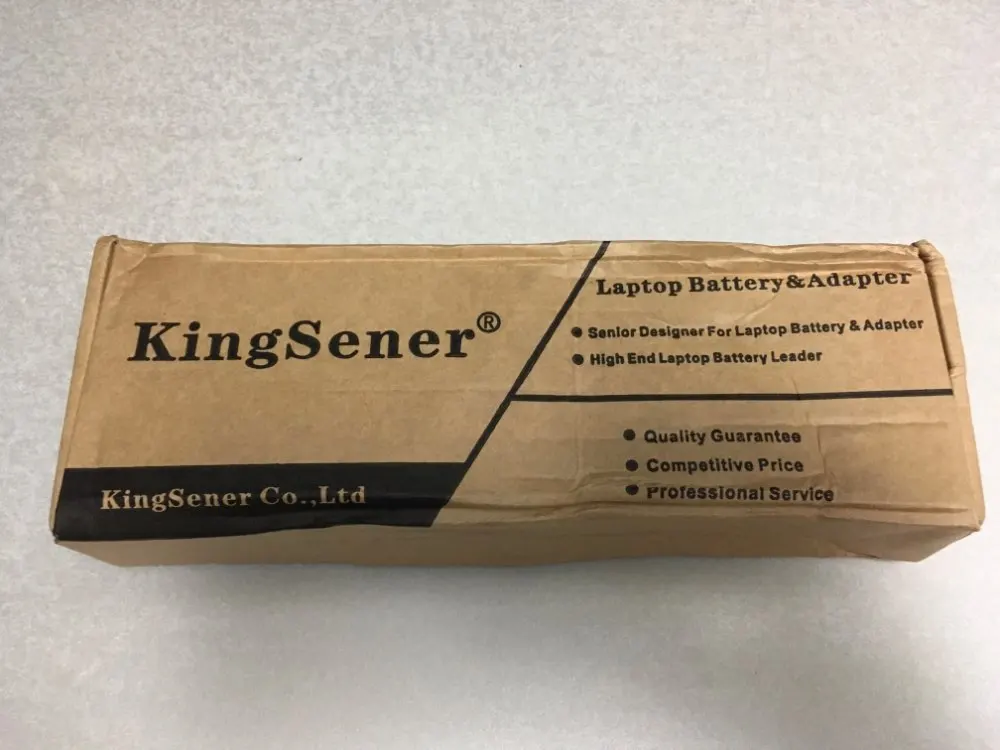 KingSener®
KingSener Co.,Ltd
Laptop Battery&Adapter
● Senior Designer For Laptop Battery & Adapter
● High End Laptop Battery Leader
● Quality Guarantee
● Competitive Price
● Professional Service